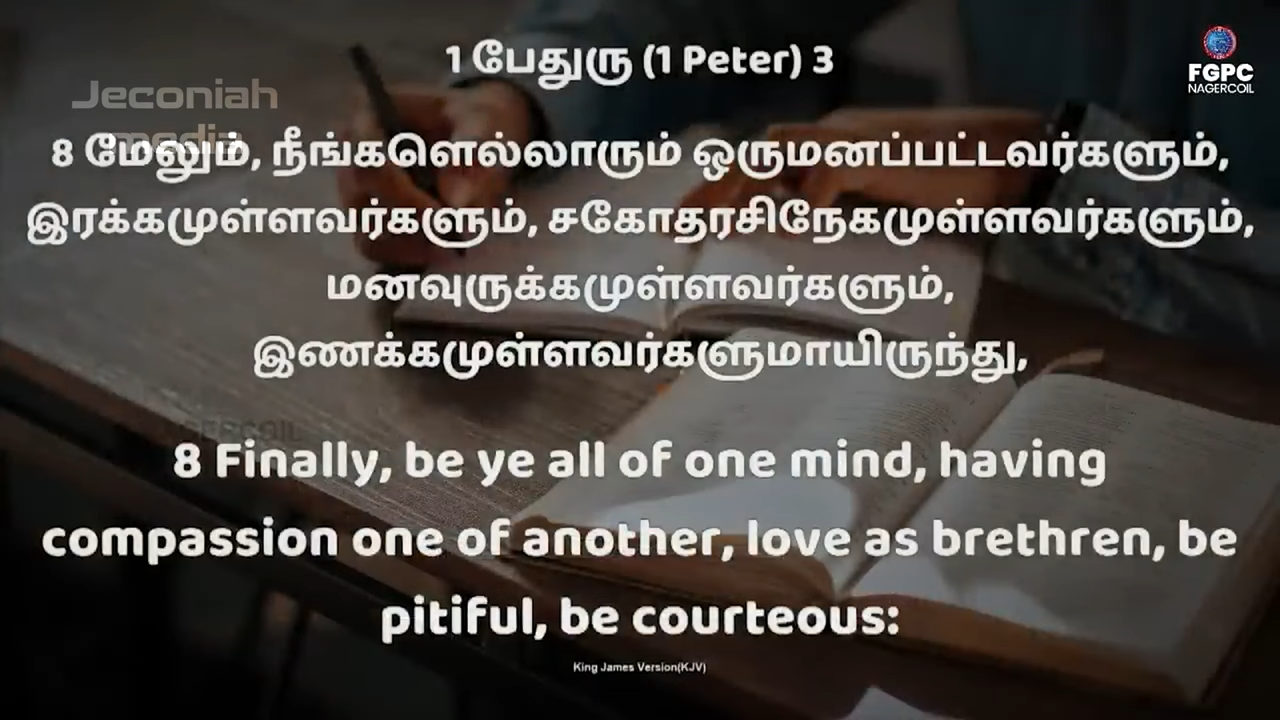 1 பேதுரு (1 Peter) 3
FGPC
NAGERCOIL
Jeconiah
media
8 மேலும், நீங்களெல்லாரும் ஒருமனப்பட்டவர்களும்,
இரக்கமுள்ளவர்களும், சகோதரசிநேகமுள்ளவர்களும்,
மனவுருக்கமுள்ளவர்களும்,
இணக்கமுள்ளவர்களுமாயிருந்து,
8 Finally, be ye all of one mind, having
compassion one of another, love as brethren, be
pitiful, be courteous:
King James Version(KJV)